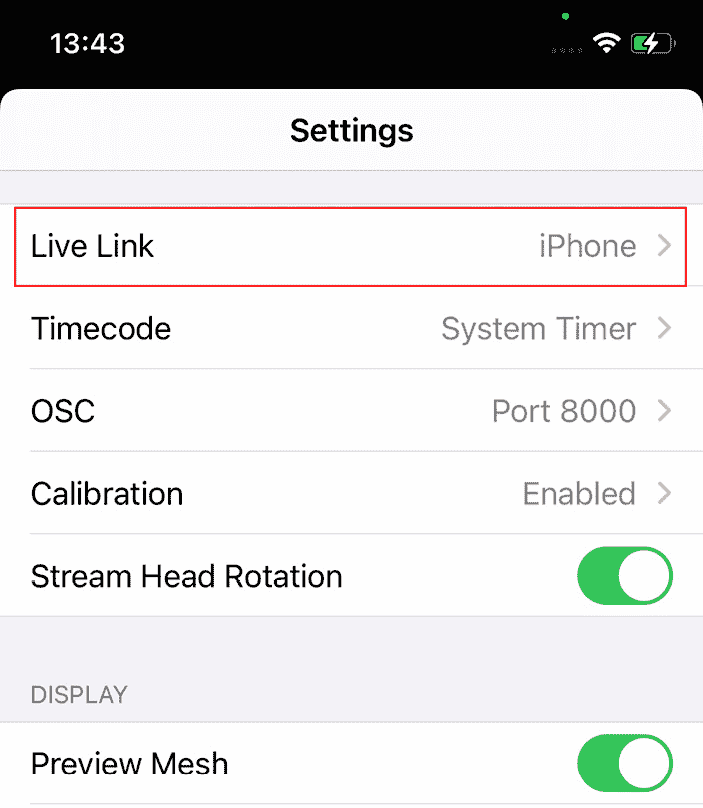 13:43
Settings
Live Link iPhone
Timecode System Timer
OSC Port 8000
Calibration Enabled
Stream Head Rotation
DISPLAY
Preview Mesh